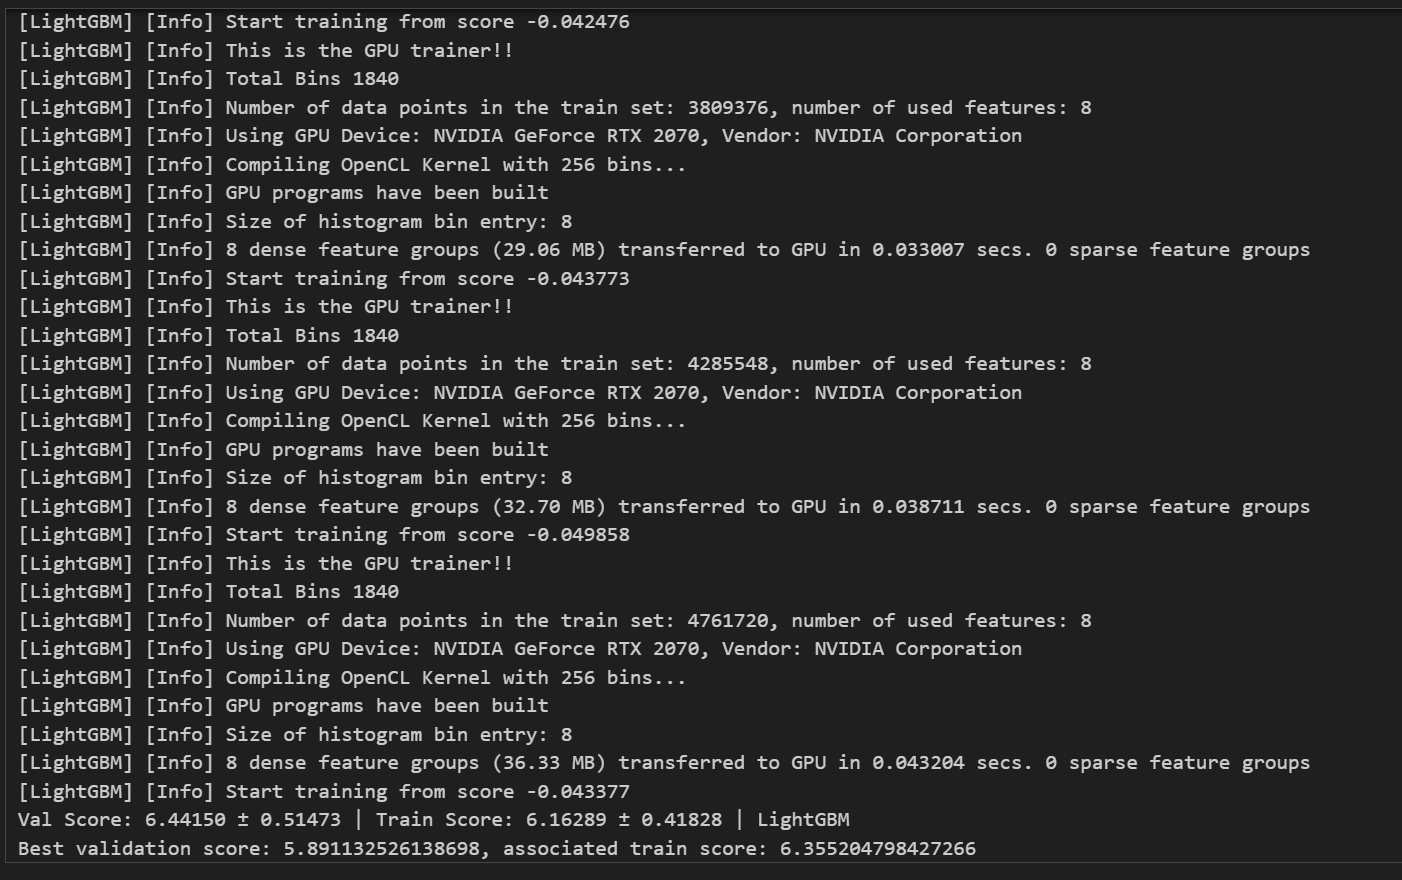 [LightGBM] [Info] Start training from score -0.042476
[LightGBM] [Info] This is the GPU trainer!!
[LightGBM] [Info] Total Bins 1840
[LightGBM] [Info] Number of data points in the train set: 3809376, number of used features: 8
[LightGBM] [Info] Using GPU Device: NVIDIA GeForce RTX 2070, Vendor: NVIDIA Corporation
[LightGBM] [Info] Compiling OpenCL Kernel with 256 bins...
[LightGBM] [Info] GPU programs have been built
[LightGBM] [Info] Size of histogram bin entry: 8
[LightGBM] [Info] 8 dense feature groups (29.06 MB) transferred to GPU in 0.033007 secs. 0 sparse feature groups
[LightGBM] [Info] Start training from score -0.043773
[LightGBM] [Info] This is the GPU trainer!!
[LightGBM] [Info] Total Bins 1840
[LightGBM] [Info] Number of data points in the train set: 4285548, number of used features: 8
[LightGBM] [Info] Using GPU Device: NVIDIA GeForce RTX 2070, Vendor: NVIDIA Corporation
[LightGBM] [Info] Compiling OpenCL Kernel with 256 bins...
[LightGBM] [Info] GPU programs have been built
[LightGBM] [Info] Size of histogram bin entry: 8
[LightGBM] [Info] 8 dense feature groups (32.70 MB) transferred to GPU in 0.038711 secs. 0 sparse feature groups
[LightGBM] [Info] Start training from score -0.049858
[LightGBM] [Info] This is the GPU trainer!!
[LightGBM] [Info] Total Bins 1840
[LightGBM] [Info] Number of data points in the train set: 4761720, number of used features: 8
[LightGBM] [Info] Using GPU Device: NVIDIA GeForce RTX 2070, Vendor: NVIDIA Corporation
[LightGBM] [Info] Compiling OpenCL Kernel with 256 bins...
[LightGBM] [Info] GPU programs have been built
[LightGBM] [Info] Size of histogram bin entry: 8
[LightGBM] [Info] 8 dense feature groups (36.33 MB) transferred to GPU in 0.043204 secs. 0 sparse feature groups
[LightGBM] [Info] Start training from score -0.043377
Val Score: 6.44150 ± 0.51473 | Train Score: 6.16289 ± 0.41828 | LightGBM
Best validation score: 5.891132526138698, associated train score: 6.355204798427266